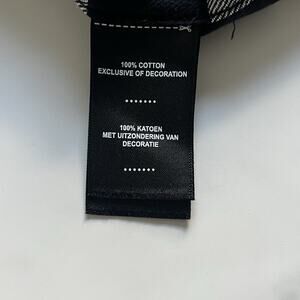 100% COTTON
EXCLUSIVE OF DECORATION
•••••••
100% KATOEN
MET UITZONDERING VAN
DECORATIE
•••••••